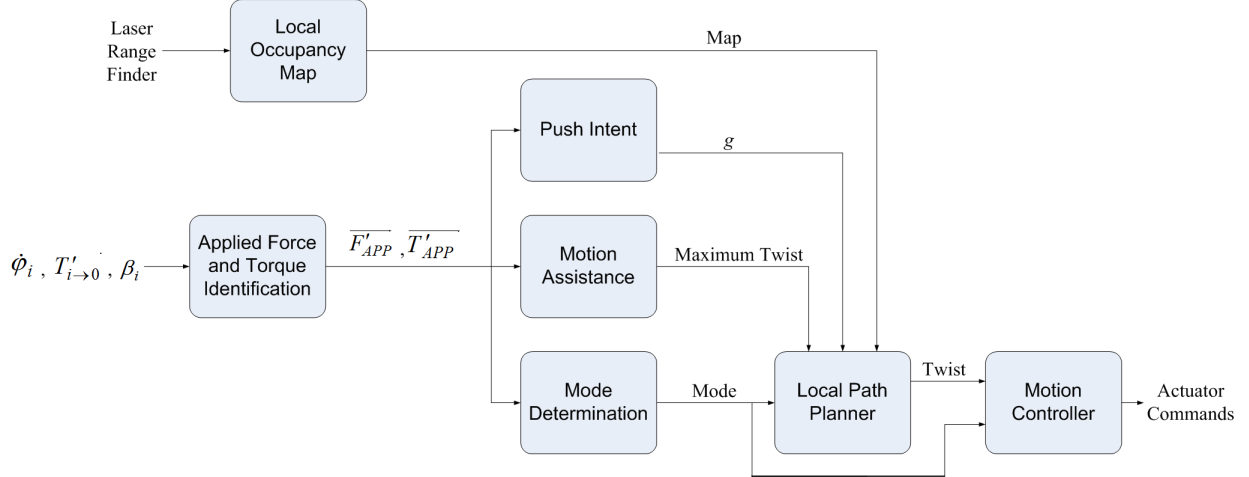 Laser
Range
Finder
Local
Occupancy
Map
Map
Push Intent
g
φ̇ᵢ , T′ᵢ→₀ , βᵢ
Applied Force
and Torque
Identification
F′APP , T′APP
Motion
Assistance
Maximum Twist
Mode
Determination
Mode
Local Path
Planner
Twist
Motion
Controller
Actuator
Commands